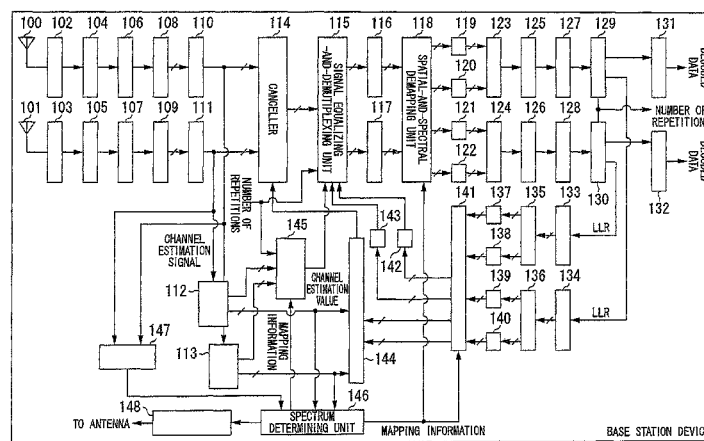 100 102 104 106 108 110 114 115 116 118 119 123 125 127 129 131
CANCELLER
SIGNAL EQUALIZING
-AND-DEMUTIPLEXING UNIT
SPATIAL-AND-SPECTRAL
DEMAPPING UNIT
120
DECODED
DATA
101 103 105 107 109 111 117 121 124 126 128
122
NUMBER OF
REPETITIONS
DECODED
DATA
130
132
NUMBER OF
REPETITIONS
145
143
142
141 137 135 133
138
LLR
CHANNEL
ESTIMATION
SIGNAL
112
CHANNEL
ESTIMATION
VALUE
139 136 134
140
LLR
MAPPING
INFORMATION
147
113
144
146
148
TO ANTENNA
SPECTRUM
DETERMINING UNIT
MAPPING INFORMATION
BASE STATION DEVICE